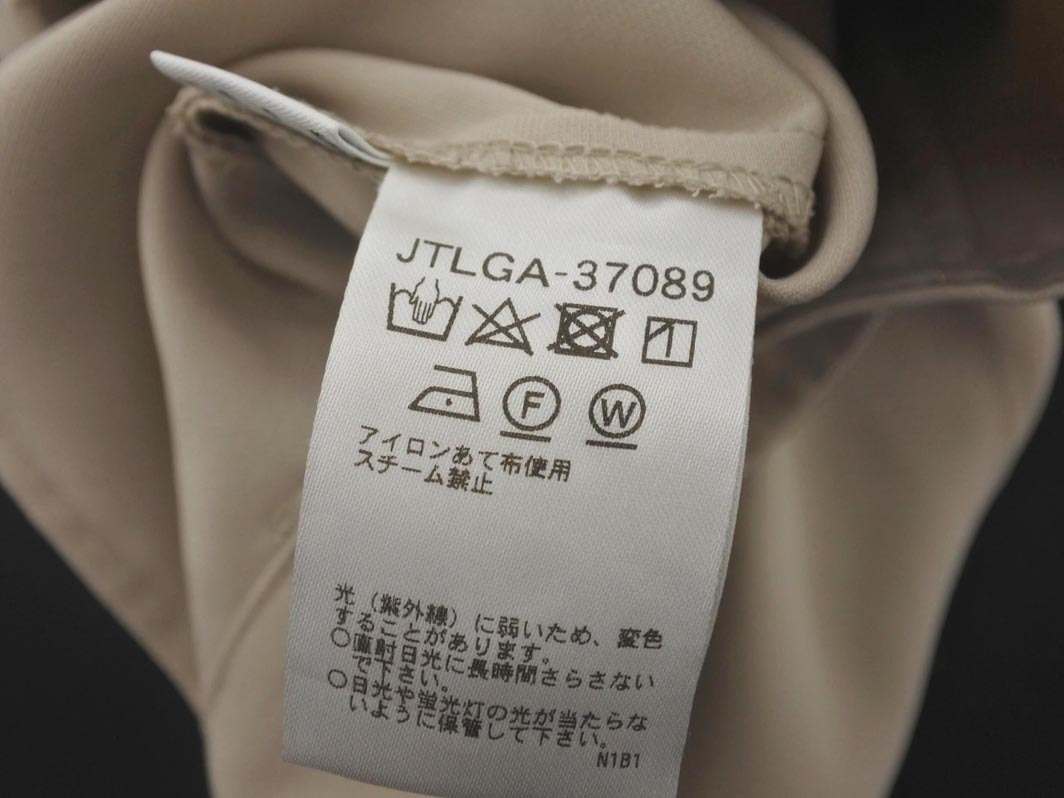 JTLGA-37089
F W
アイロンあて布使用
スチーム禁止
光(紫外線)に弱いため、変色
することがあります。
○直射日光に長時間さらさない
で下さい。
○日光や蛍光灯の光が当たらな
いように保管して下さい。
N1B1